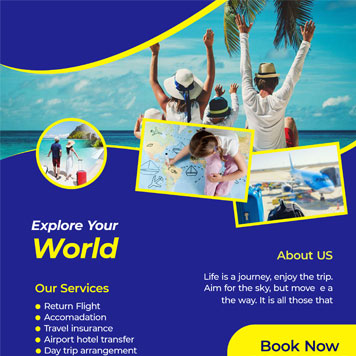 Explore Your
World
Our Services
Return Flight
Accomadation
Travel insurance
Airport hotel transfer
Day trip arrangement
About US
Life is a journey, enjoy the trip.
Aim for the sky, but move e a
the way. It is all those that
Book Now